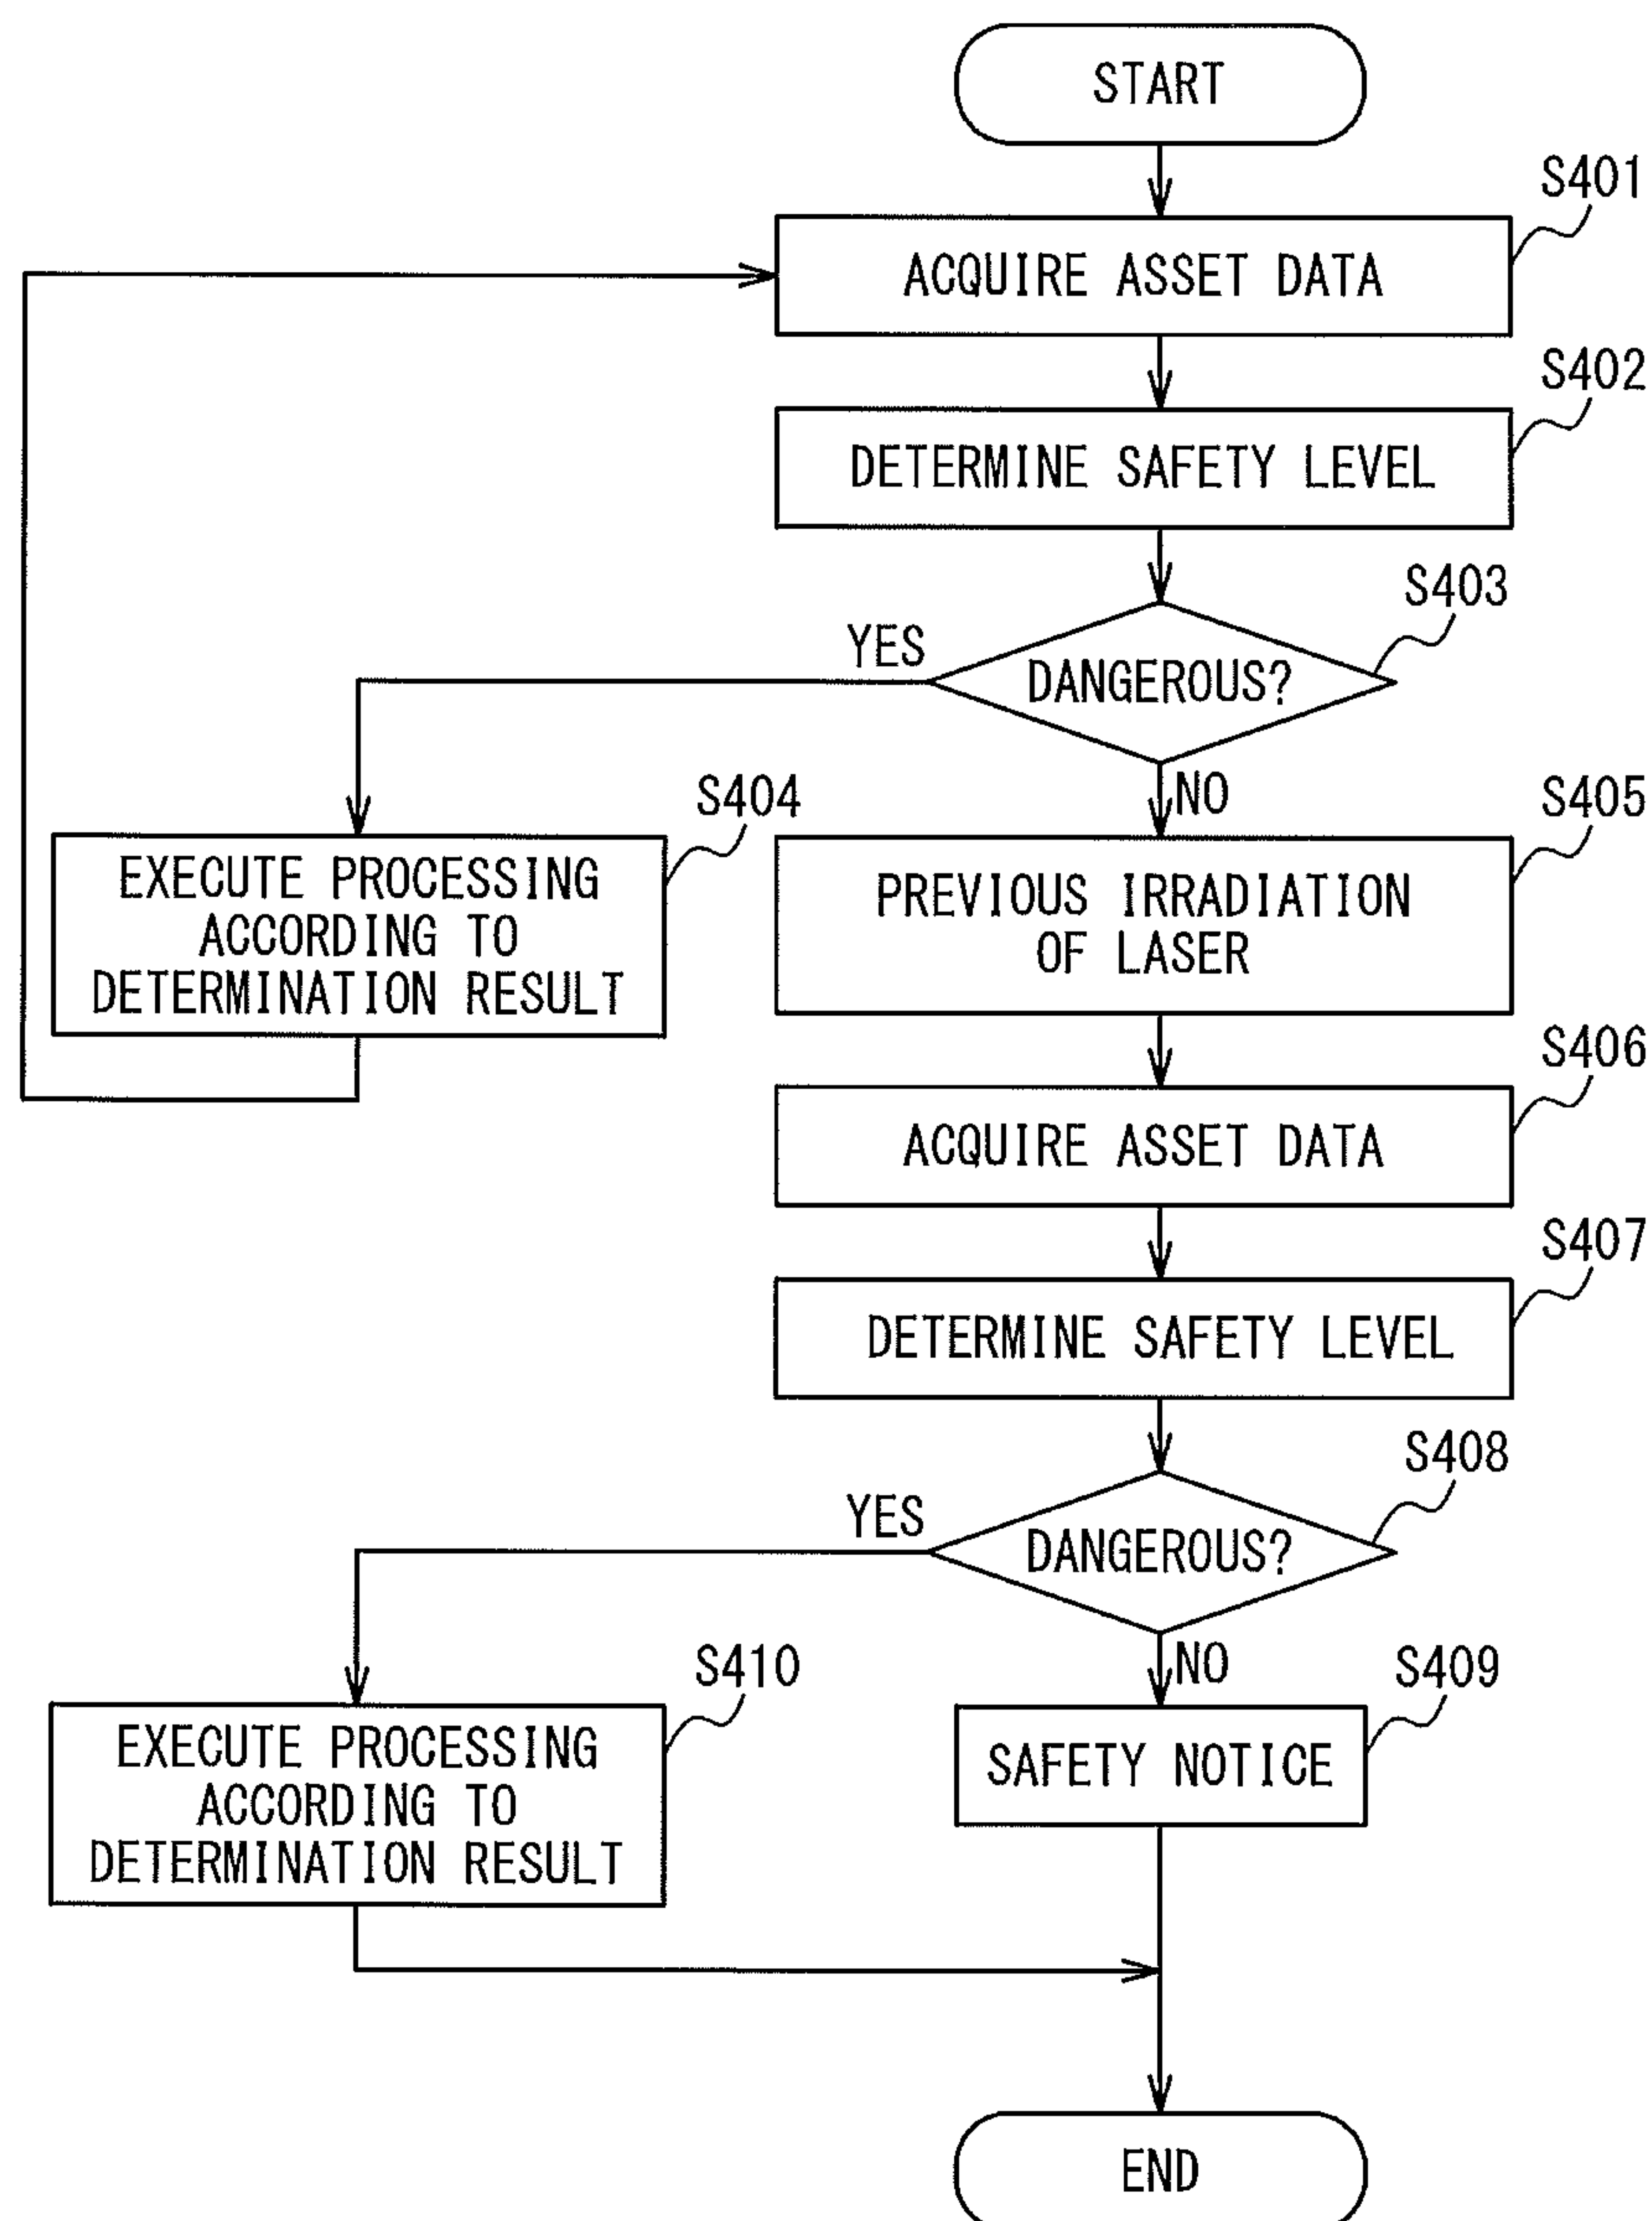 START
S401
ACQUIRE ASSET DATA
S402
DETERMINE SAFETY LEVEL
S403
YES
DANGEROUS?
NO
S404
EXECUTE PROCESSING
ACCORDING TO
DETERMINATION RESULT
S405
PREVIOUS IRRADIATION
OF LASER
S406
ACQUIRE ASSET DATA
S407
DETERMINE SAFETY LEVEL
S408
YES
DANGEROUS?
NO
S410
EXECUTE PROCESSING
ACCORDING TO
DETERMINATION RESULT
S409
SAFETY NOTICE
END